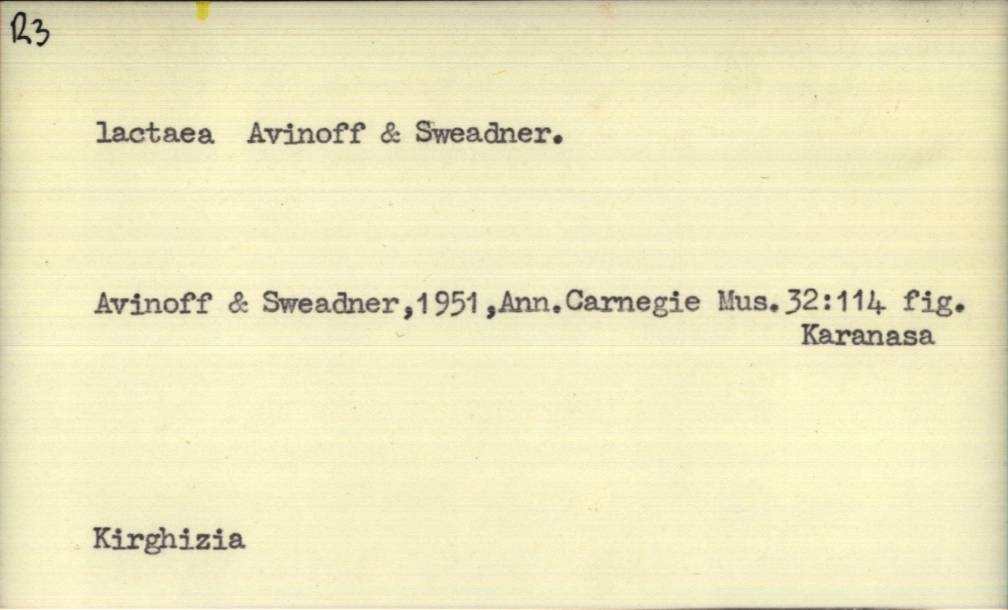 R3
lactaea Avinoff & Sweadner.
Avinoff & Sweadner,1951,Ann.Carnegie Mus.32:114 fig.
Karanasa
Kirghizia